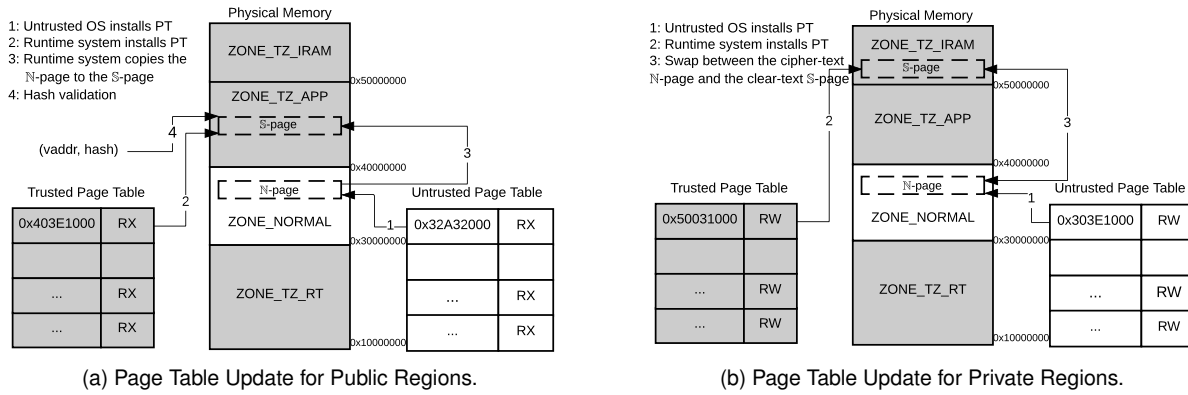 Physical Memory
1: Untrusted OS installs PT
2: Runtime system installs PT
3: Runtime system copies the
ℕ-page to the 𝕊-page
4: Hash validation
ZONE_TZ_IRAM
0x50000000
ZONE_TZ_APP
𝕊-page
4
(vaddr, hash)
3
0x40000000
ℕ-page
Trusted Page Table
Untrusted Page Table
2
0x403E1000 RX
ZONE_NORMAL
1
0x32A32000 RX
0x30000000
... RX
... RX
ZONE_TZ_RT
... RX
... RX
0x10000000
(a) Page Table Update for Public Regions.
Physical Memory
1: Untrusted OS installs PT
2: Runtime system installs PT
3: Swap between the cipher-text
ℕ-page and the clear-text 𝕊-page
ZONE_TZ_IRAM
𝕊-page
0x50000000
2
ZONE_TZ_APP
3
0x40000000
ℕ-page
Trusted Page Table
Untrusted Page Table
1
0x50031000 RW
ZONE_NORMAL
0x303E1000 RW
0x30000000
... RW
... RW
ZONE_TZ_RT
... RW
... RW
0x10000000
(b) Page Table Update for Private Regions.